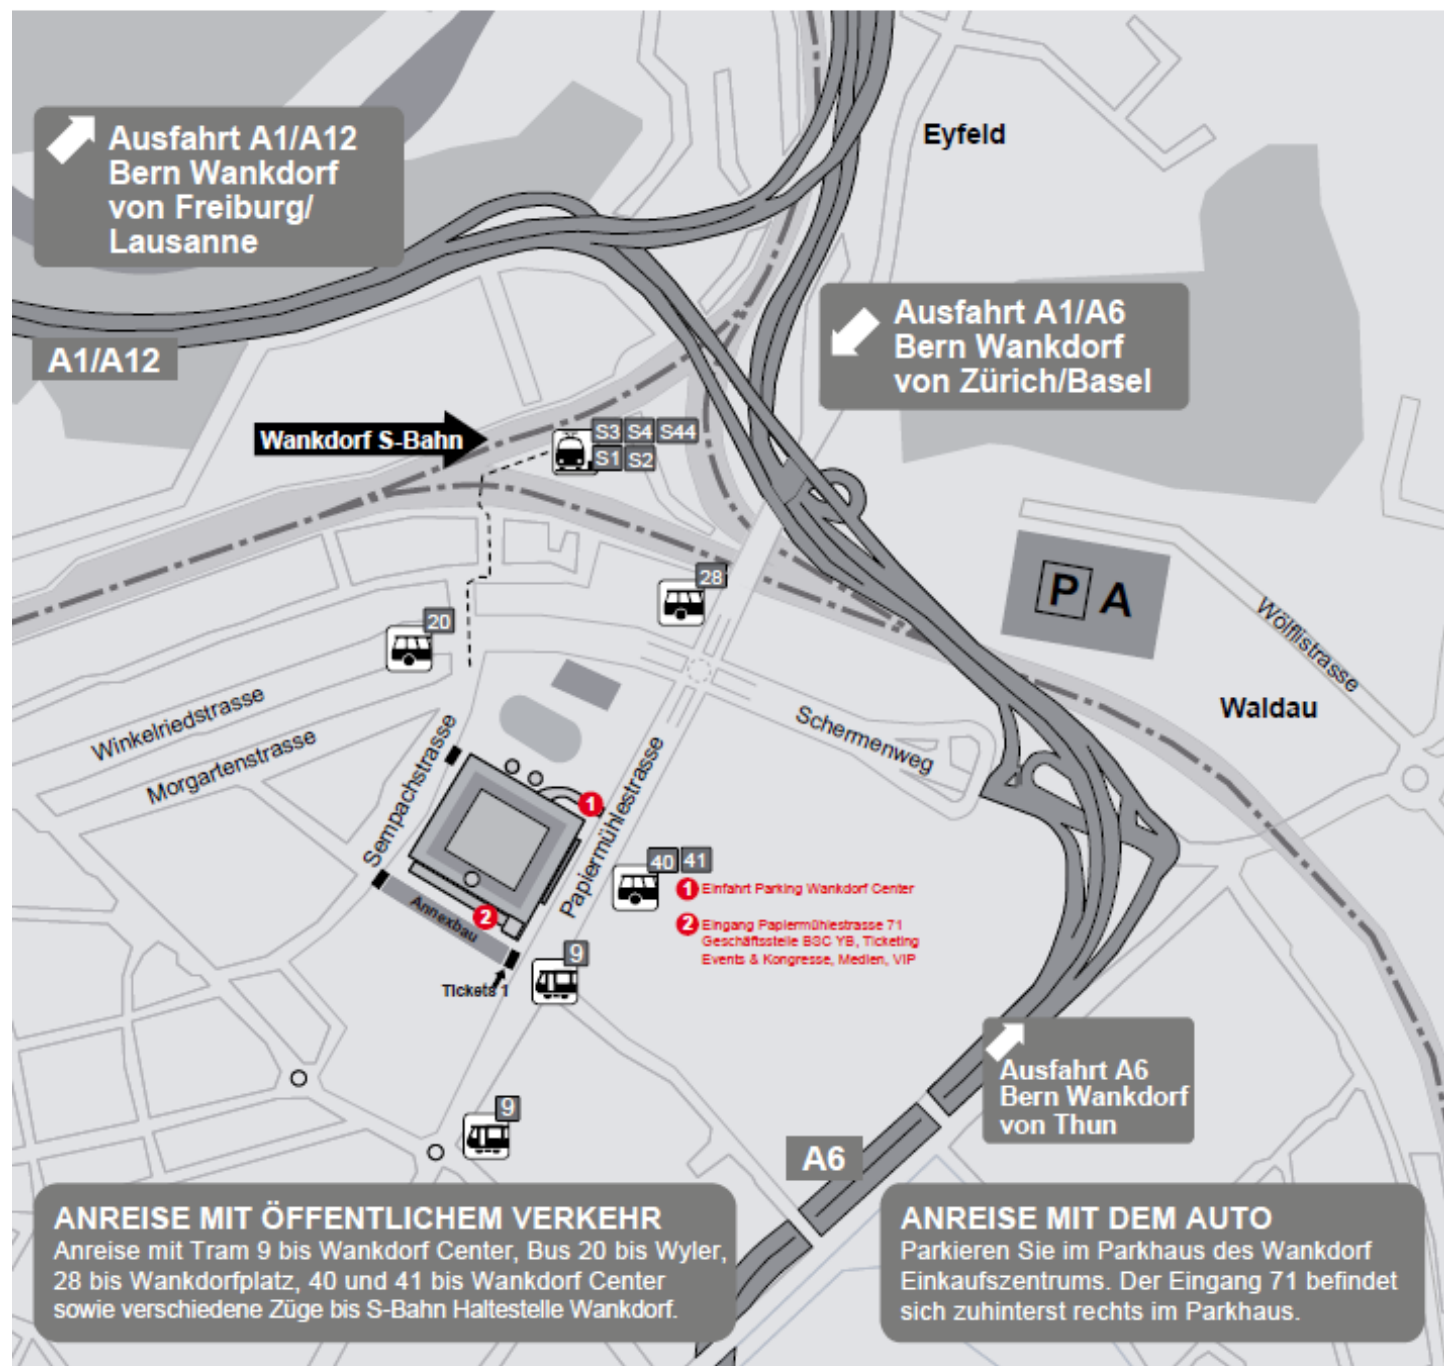 Ausfahrt A1/A12
Bern Wankdorf
von Freiburg/
Lausanne
Eyfeld
Ausfahrt A1/A6
Bern Wankdorf
von Zürich/Basel
A1/A12
Wankdorf S-Bahn
S3 S4 S44
S1 S2
28
P A
20
Wölflistrasse
Waldau
Winkelriedstrasse
Morgartenstrasse
Sempachstrasse
Papiermühlestrasse
Schermenweg
1
40 41
1 Einfahrt Parking Wankdorf Center
2
Annexbau
2 Eingang Papiermühlestrasse 71
Geschäftsstelle BSC YB, Ticketing
Events & Kongresse, Medien, VIP
9
Tickets 1
Ausfahrt A6
Bern Wankdorf
von Thun
9
A6
ANREISE MIT ÖFFENTLICHEM VERKEHR
Anreise mit Tram 9 bis Wankdorf Center, Bus 20 bis Wyler,
28 bis Wankdorfplatz, 40 und 41 bis Wankdorf Center
sowie verschiedene Züge bis S-Bahn Haltestelle Wankdorf.
ANREISE MIT DEM AUTO
Parkieren Sie im Parkhaus des Wankdorf
Einkaufszentrums. Der Eingang 71 befindet
sich zuhinterst rechts im Parkhaus.